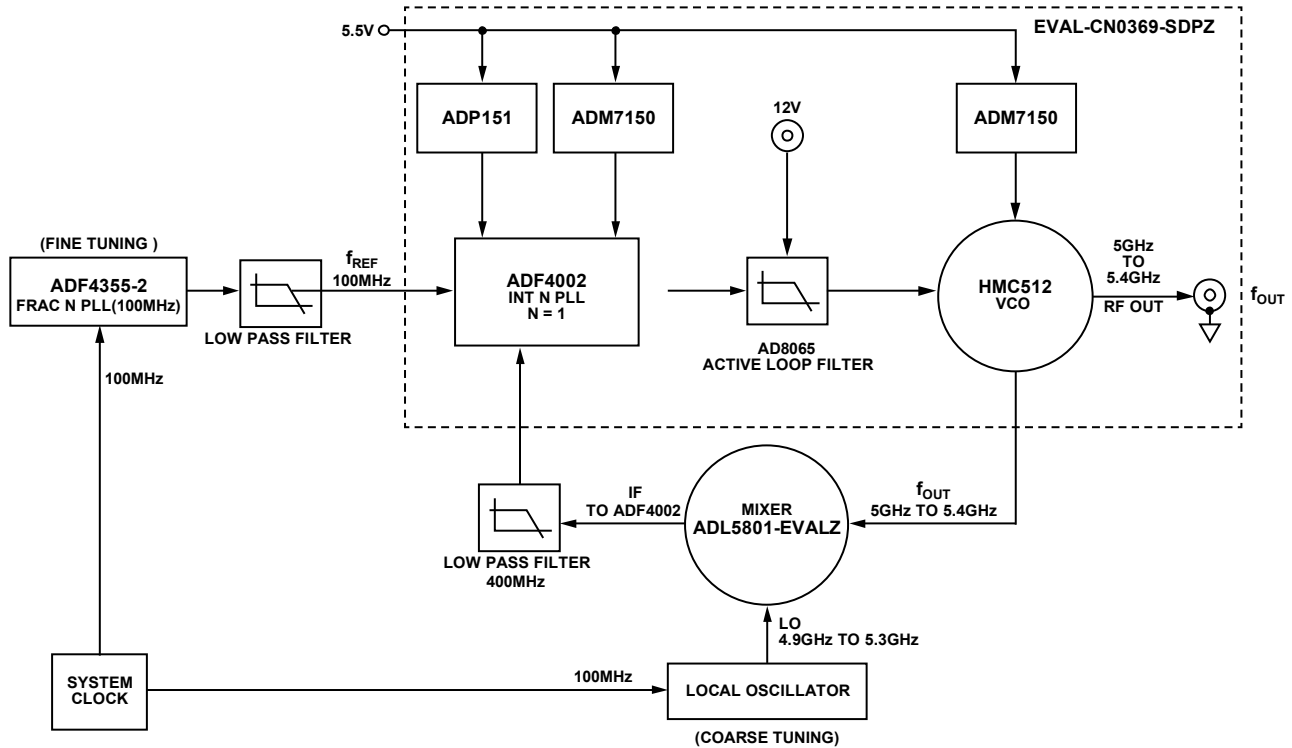 EVAL-CN0369-SDPZ
5.5V
ADP151
ADM7150
12V
ADM7150
(FINE TUNING )
ADF4355-2
FRAC N PLL(100MHz)
LOW PASS FILTER
fREF
100MHz
ADF4002
INT N PLL
N = 1
AD8065
ACTIVE LOOP FILTER
HMC512
VCO
5GHz
TO
5.4GHz
RF OUT
fOUT
100MHz
LOW PASS FILTER
400MHz
IF
TO ADF4002
MIXER
ADL5801-EVALZ
fOUT
5GHz TO 5.4GHz
LO
4.9GHz TO 5.3GHz
SYSTEM
CLOCK
100MHz
LOCAL OSCILLATOR
(COARSE TUNING)